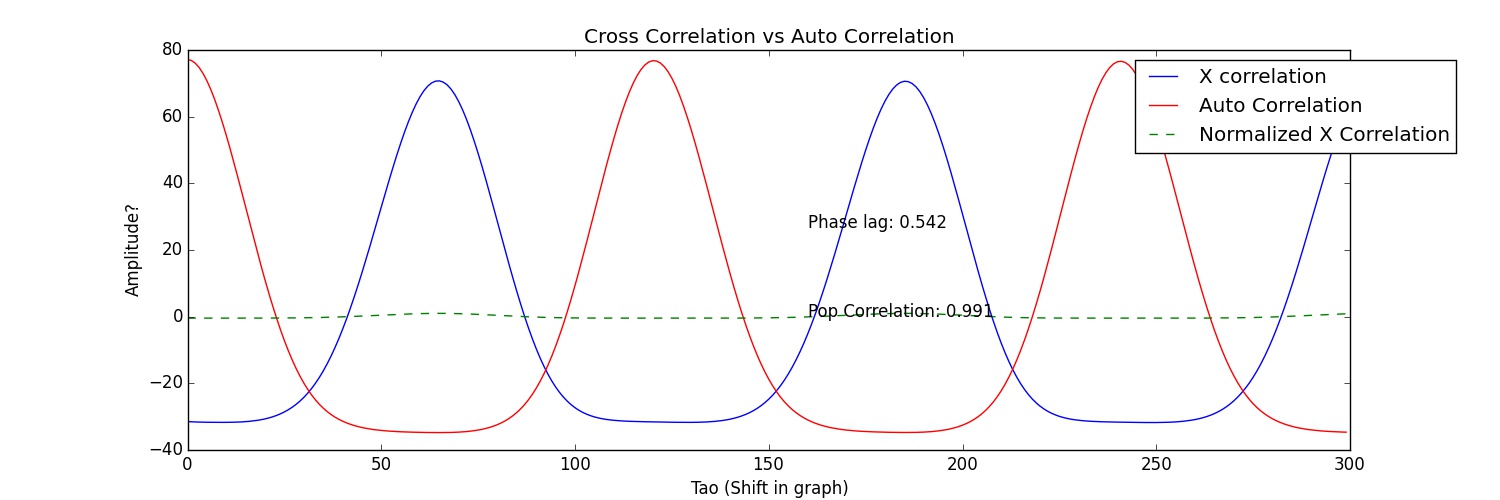 Cross Correlation vs Auto Correlation
80
60
40
20
0
−20
−40
Amplitude?
X correlation
Auto Correlation
Normalized X Correlation
Phase lag: 0.542
Pop Correlation: 0.991
0
50
100
150
200
250
300
Tao (Shift in graph)